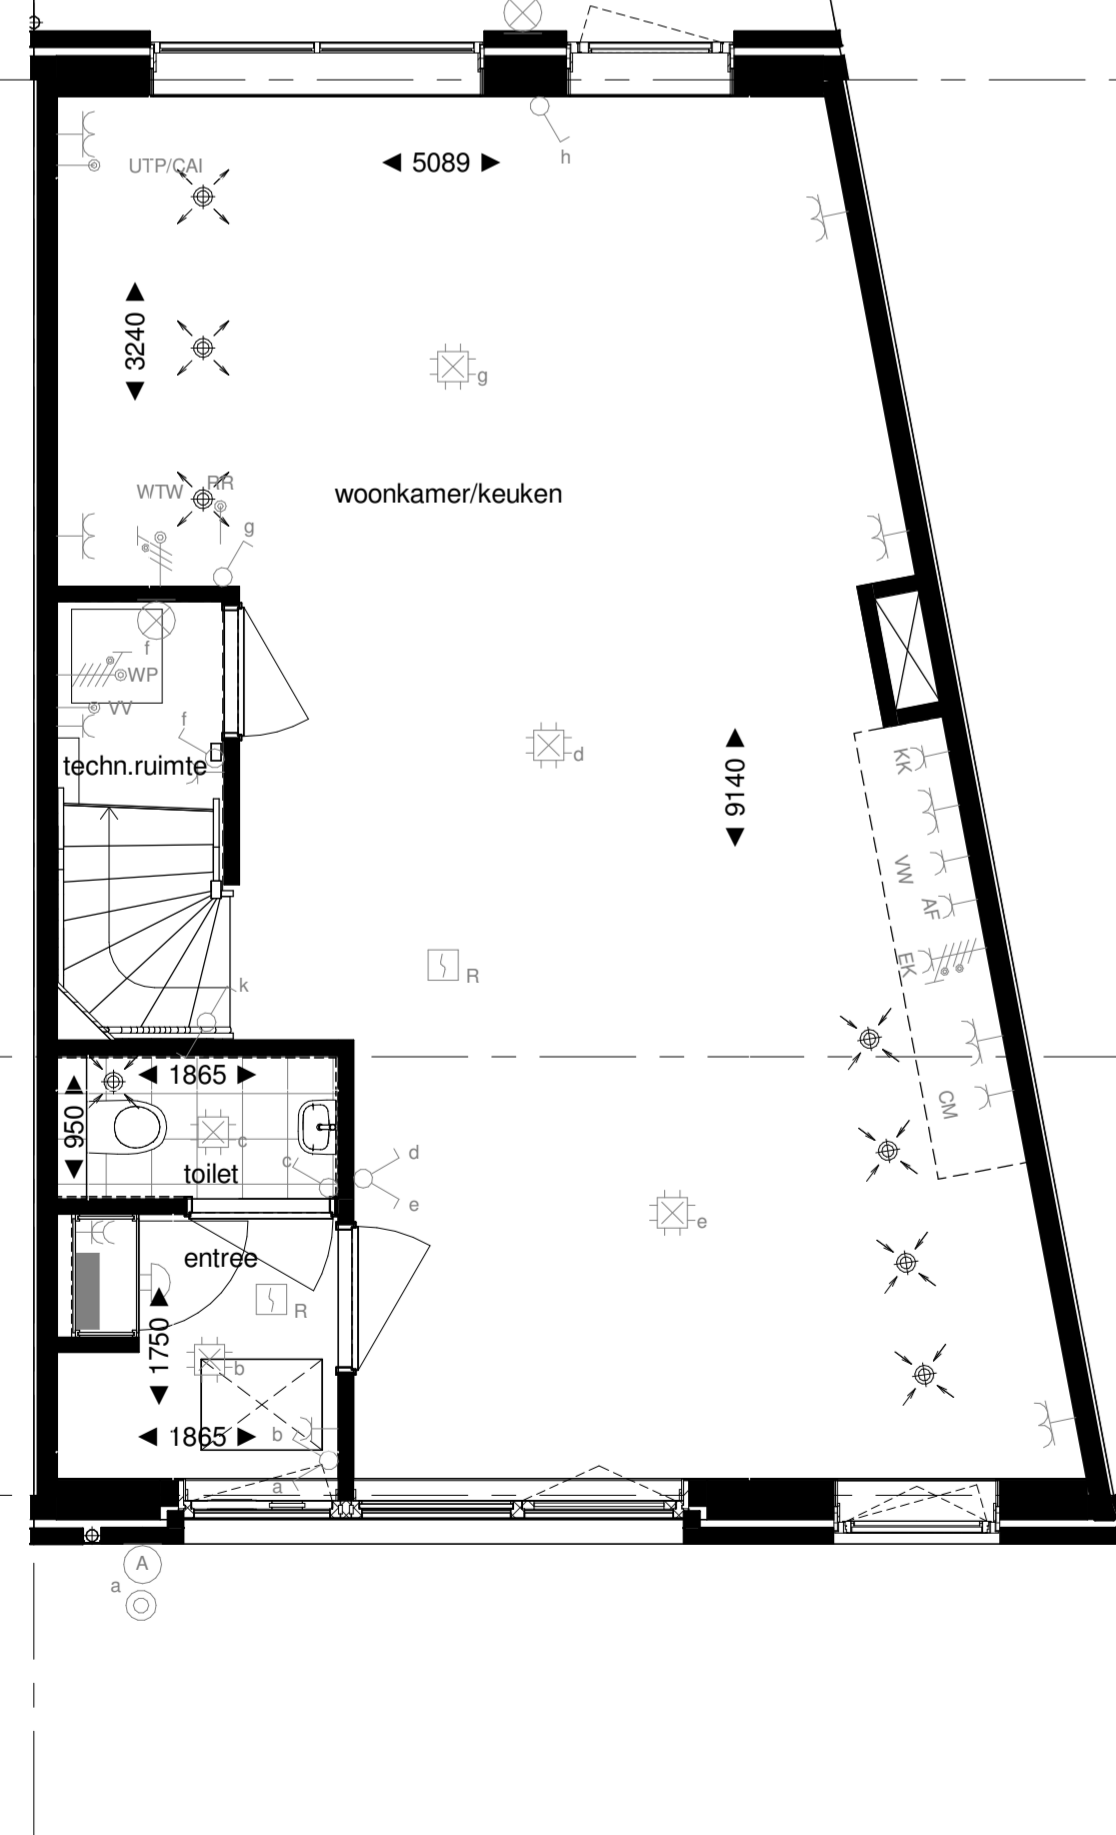 5089
h
UTP/CAI
3240
g
woonkamer/keuken
WTW
RR
g
f
WP
VV
f
techn.ruimte
d
9140
KK
VW
AF
EK
R
k
CM
1865
950
c
toilet
c
d
e
e
entree
R
1750
b
1865
b
a
A
a